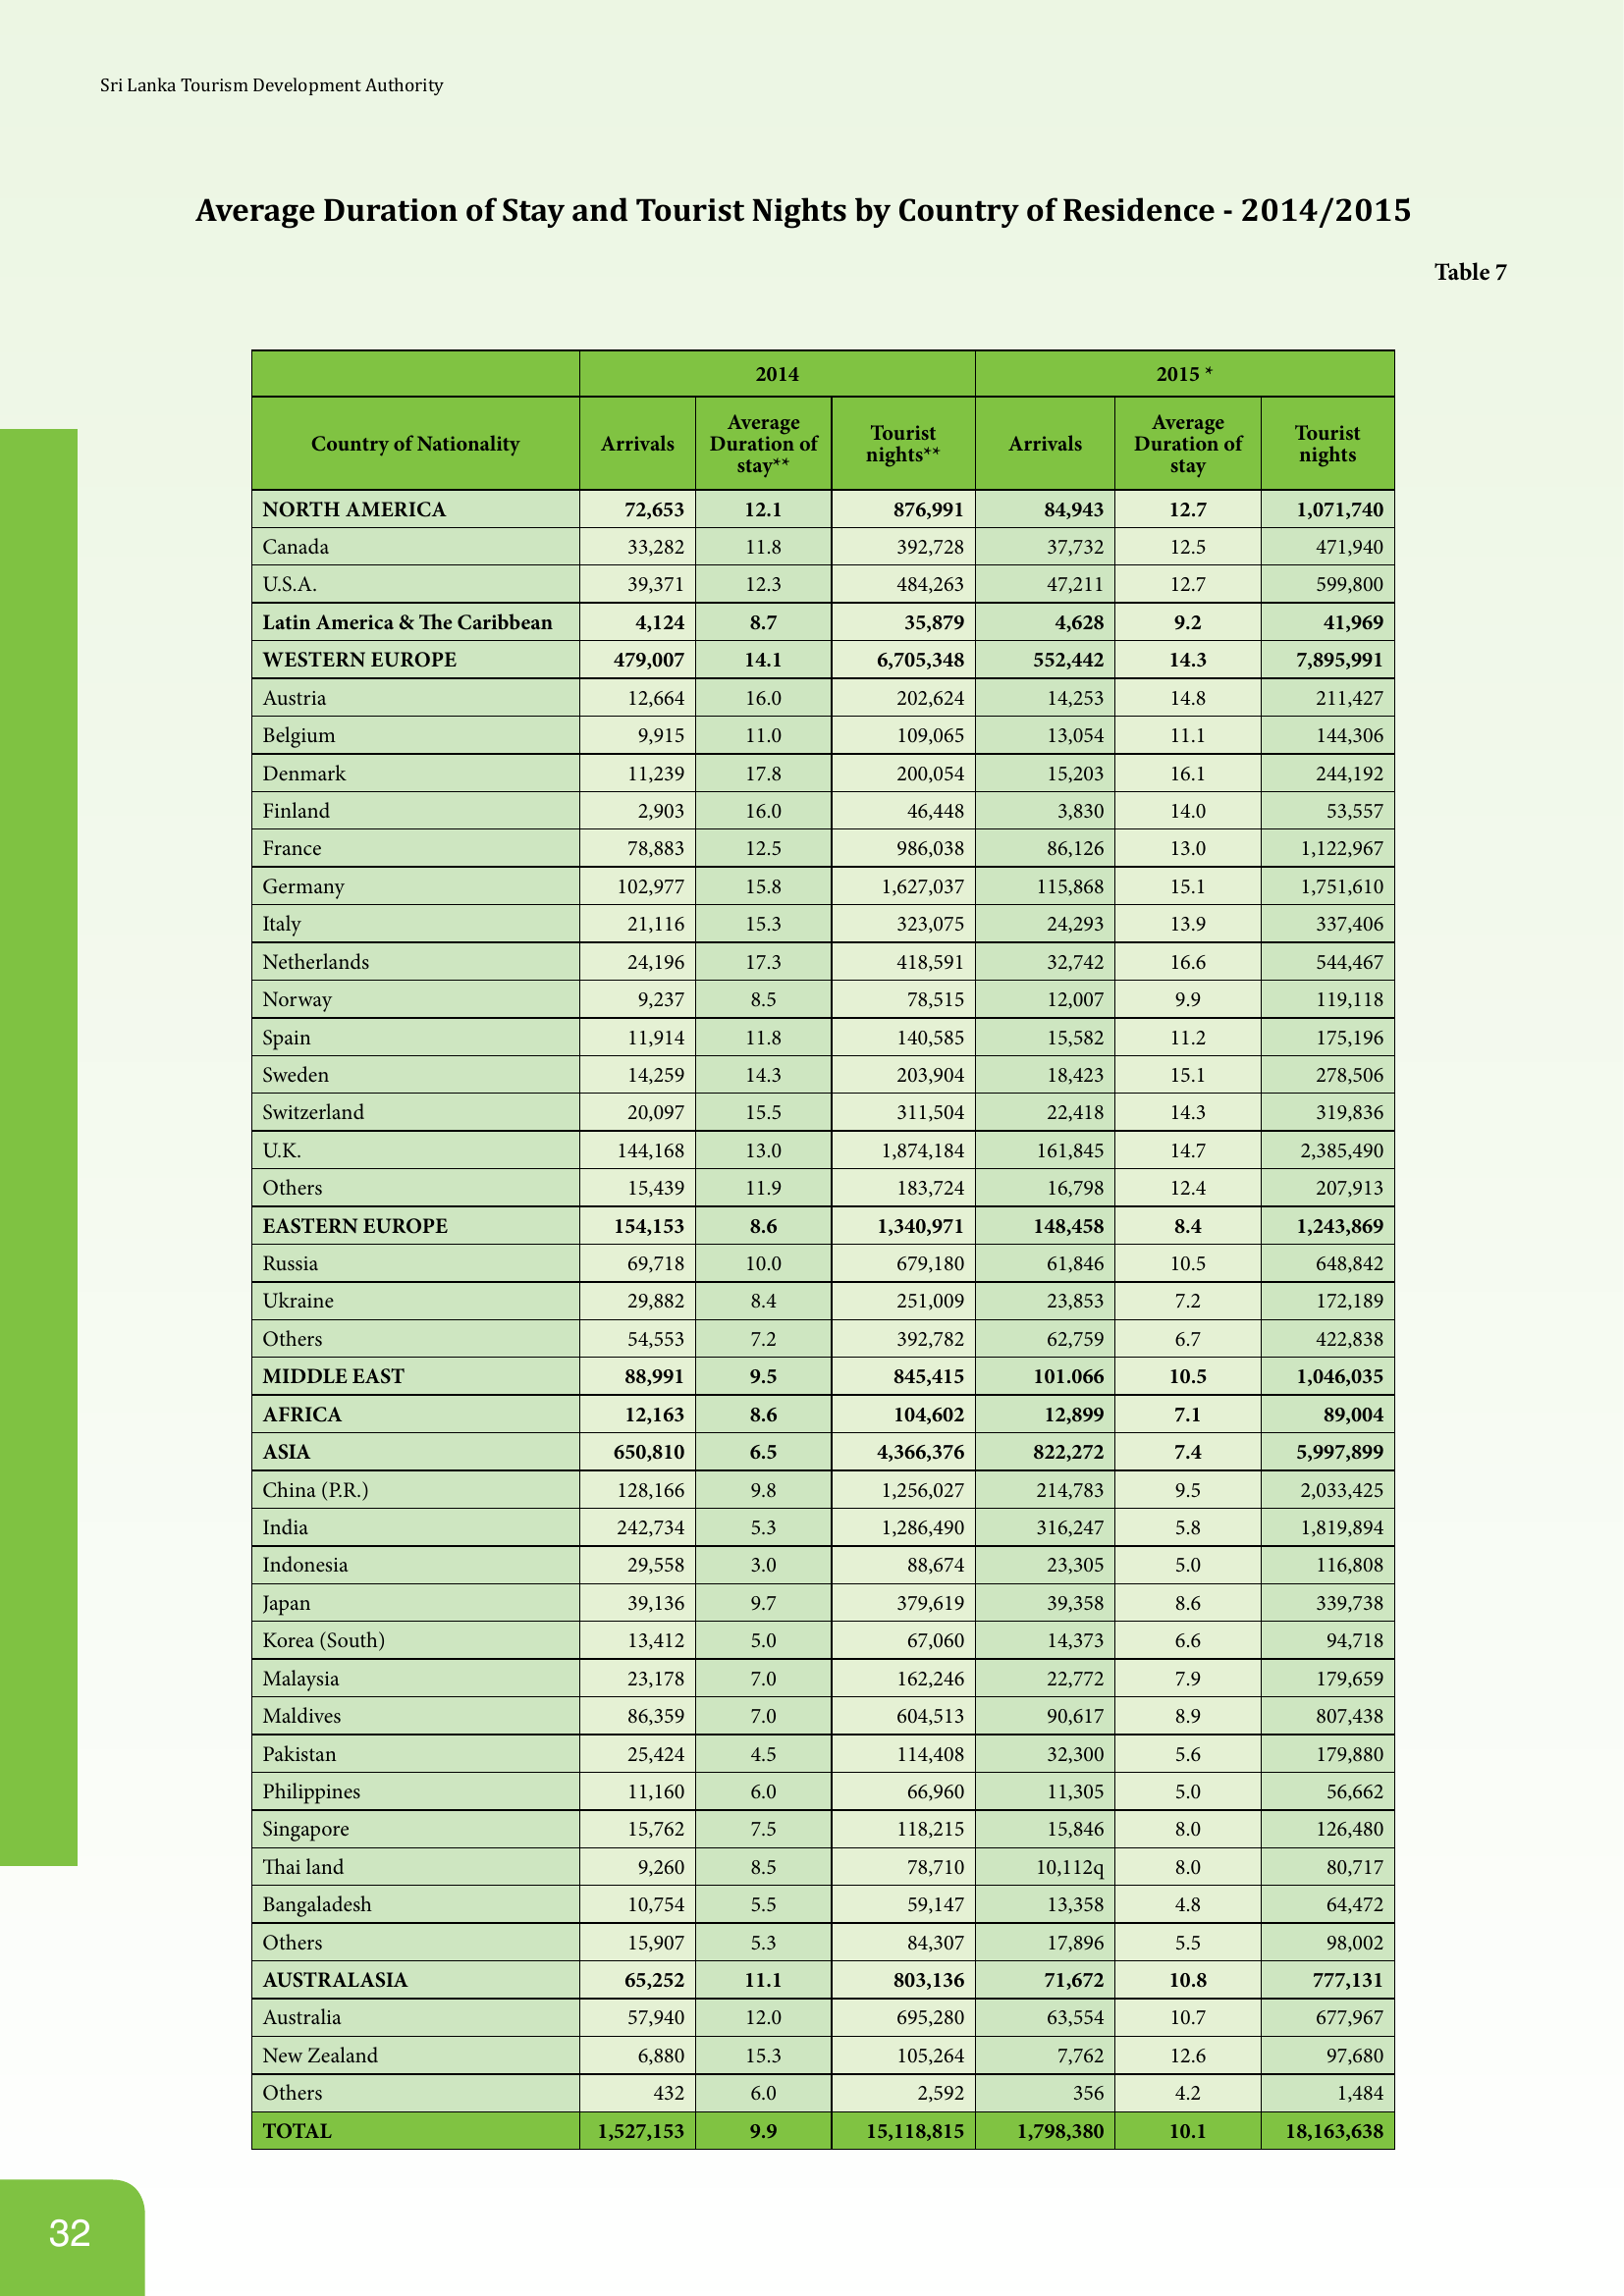 Sri Lanka Tourism Development Authority
Average Duration of Stay and Tourist Nights by Country of Residence - 2014/2015
Table 7
2014 2015 *
Country of Nationality Arrivals Average Duration of stay** Tourist nights** Arrivals Average Duration of stay Tourist nights
NORTH AMERICA 72,653 12.1 876,991 84,943 12.7 1,071,740
Canada 33,282 11.8 392,728 37,732 12.5 471,940
U.S.A. 39,371 12.3 484,263 47,211 12.7 599,800
Latin America & The Caribbean 4,124 8.7 35,879 4,628 9.2 41,969
WESTERN EUROPE 479,007 14.1 6,705,348 552,442 14.3 7,895,991
Austria 12,664 16.0 202,624 14,253 14.8 211,427
Belgium 9,915 11.0 109,065 13,054 11.1 144,306
Denmark 11,239 17.8 200,054 15,203 16.1 244,192
Finland 2,903 16.0 46,448 3,830 14.0 53,557
France 78,883 12.5 986,038 86,126 13.0 1,122,967
Germany 102,977 15.8 1,627,037 115,868 15.1 1,751,610
Italy 21,116 15.3 323,075 24,293 13.9 337,406
Netherlands 24,196 17.3 418,591 32,742 16.6 544,467
Norway 9,237 8.5 78,515 12,007 9.9 119,118
Spain 11,914 11.8 140,585 15,582 11.2 175,196
Sweden 14,259 14.3 203,904 18,423 15.1 278,506
Switzerland 20,097 15.5 311,504 22,418 14.3 319,836
U.K. 144,168 13.0 1,874,184 161,845 14.7 2,385,490
Others 15,439 11.9 183,724 16,798 12.4 207,913
EASTERN EUROPE 154,153 8.6 1,340,971 148,458 8.4 1,243,869
Russia 69,718 10.0 679,180 61,846 10.5 648,842
Ukraine 29,882 8.4 251,009 23,853 7.2 172,189
Others 54,553 7.2 392,782 62,759 6.7 422,838
MIDDLE EAST 88,991 9.5 845,415 101.066 10.5 1,046,035
AFRICA 12,163 8.6 104,602 12,899 7.1 89,004
ASIA 650,810 6.5 4,366,376 822,272 7.4 5,997,899
China (P.R.) 128,166 9.8 1,256,027 214,783 9.5 2,033,425
India 242,734 5.3 1,286,490 316,247 5.8 1,819,894
Indonesia 29,558 3.0 88,674 23,305 5.0 116,808
Japan 39,136 9.7 379,619 39,358 8.6 339,738
Korea (South) 13,412 5.0 67,060 14,373 6.6 94,718
Malaysia 23,178 7.0 162,246 22,772 7.9 179,659
Maldives 86,359 7.0 604,513 90,617 8.9 807,438
Pakistan 25,424 4.5 114,408 32,300 5.6 179,880
Philippines 11,160 6.0 66,960 11,305 5.0 56,662
Singapore 15,762 7.5 118,215 15,846 8.0 126,480
Thai land 9,260 8.5 78,710 10,112q 8.0 80,717
Bangaladesh 10,754 5.5 59,147 13,358 4.8 64,472
Others 15,907 5.3 84,307 17,896 5.5 98,002
AUSTRALASIA 65,252 11.1 803,136 71,672 10.8 777,131
Australia 57,940 12.0 695,280 63,554 10.7 677,967
New Zealand 6,880 15.3 105,264 7,762 12.6 97,680
Others 432 6.0 2,592 356 4.2 1,484
TOTAL 1,527,153 9.9 15,118,815 1,798,380 10.1 18,163,638
32